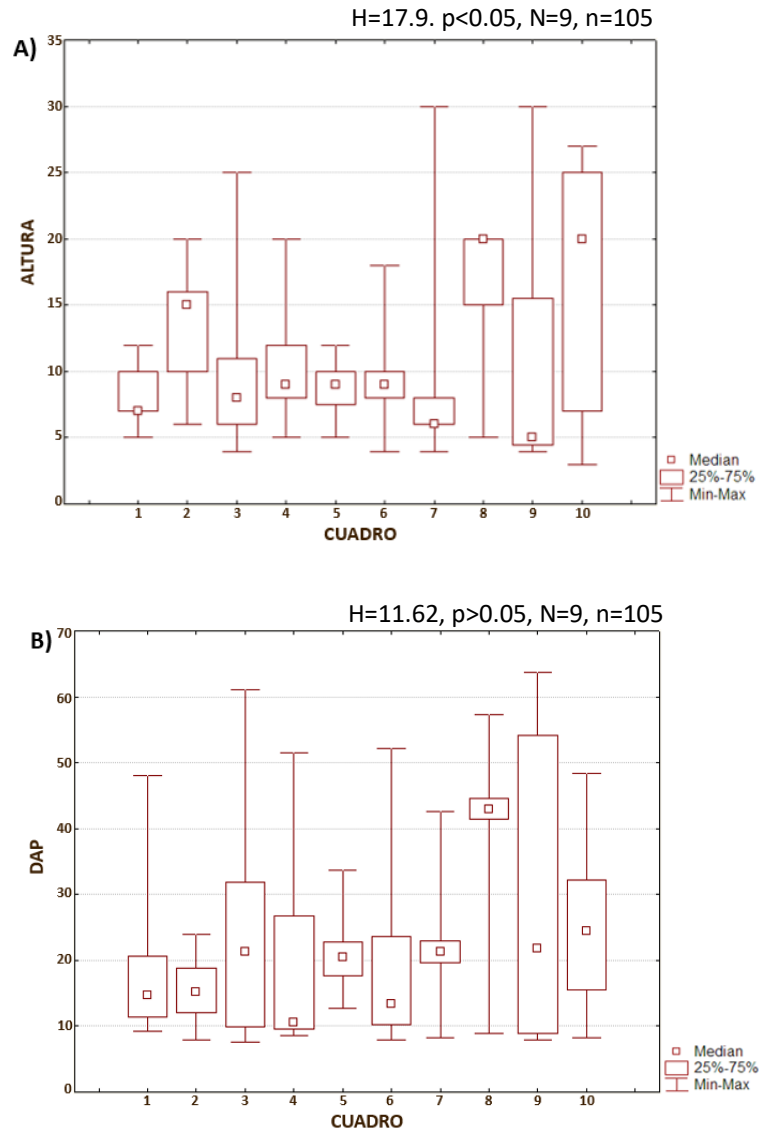 H=17.9. p<0.05, N=9, n=105
A)
35
30
25
20
15
10
5
0
ALTURA
1 2 3 4 5 6 7 8 9 10
CUADRO
Median
25%-75%
Min-Max
H=11.62, p>0.05, N=9, n=105
B)
70
60
50
40
30
20
10
0
DAP
1 2 3 4 5 6 7 8 9 10
CUADRO
Median
25%-75%
Min-Max